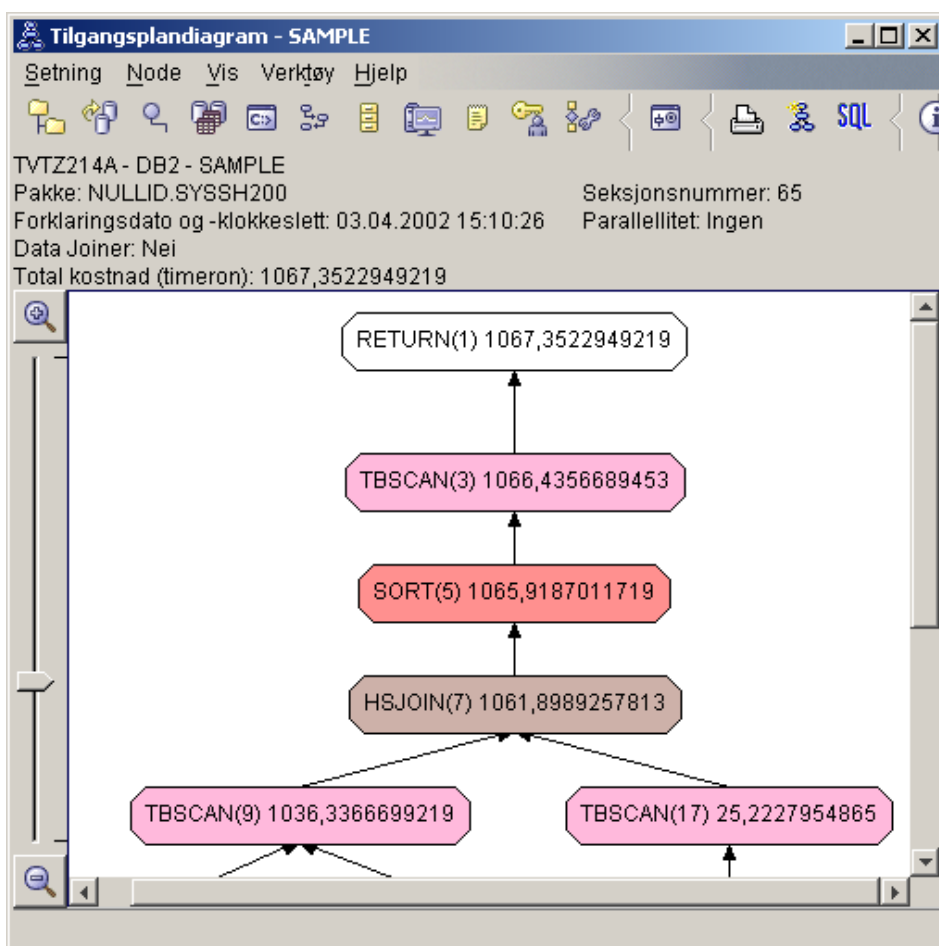 Tilgangsplandiagram - SAMPLE
Setning Node Vis Verktøy Hjelp
C:> SQL i
TVTZ214A - DB2 - SAMPLE
Pakke: NULLID.SYSSH200 Seksjonsnummer: 65
Forklaringsdato og -klokkeslett: 03.04.2002 15:10:26 Parallellitet: Ingen
Data Joiner: Nei
Total kostnad (timeron): 1067,3522949219
RETURN(1) 1067,3522949219
TBSCAN(3) 1066,4356689453
SORT(5) 1065,9187011719
HSJOIN(7) 1061,8989257813
TBSCAN(9) 1036,3366699219 TBSCAN(17) 25,2227954865